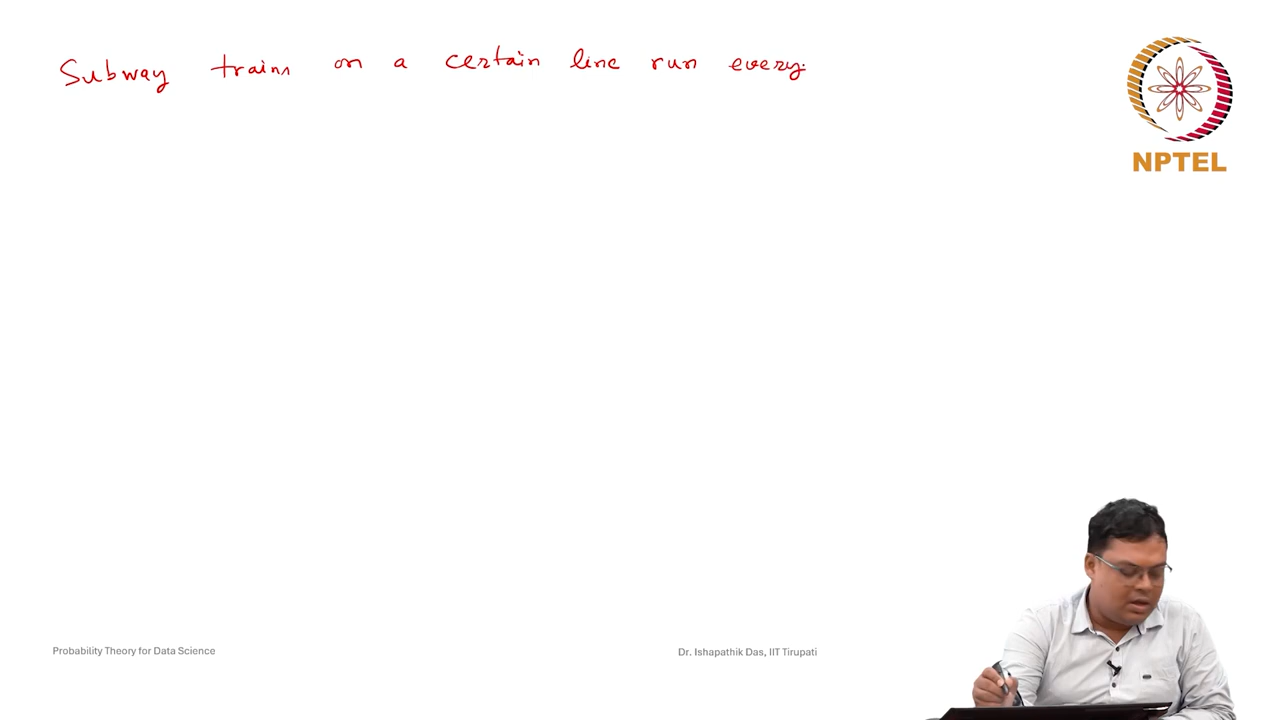 Subway trains on a certain line run every
NPTEL
Probability Theory for Data Science
Dr. Ishapathik Das, IIT Tirupati